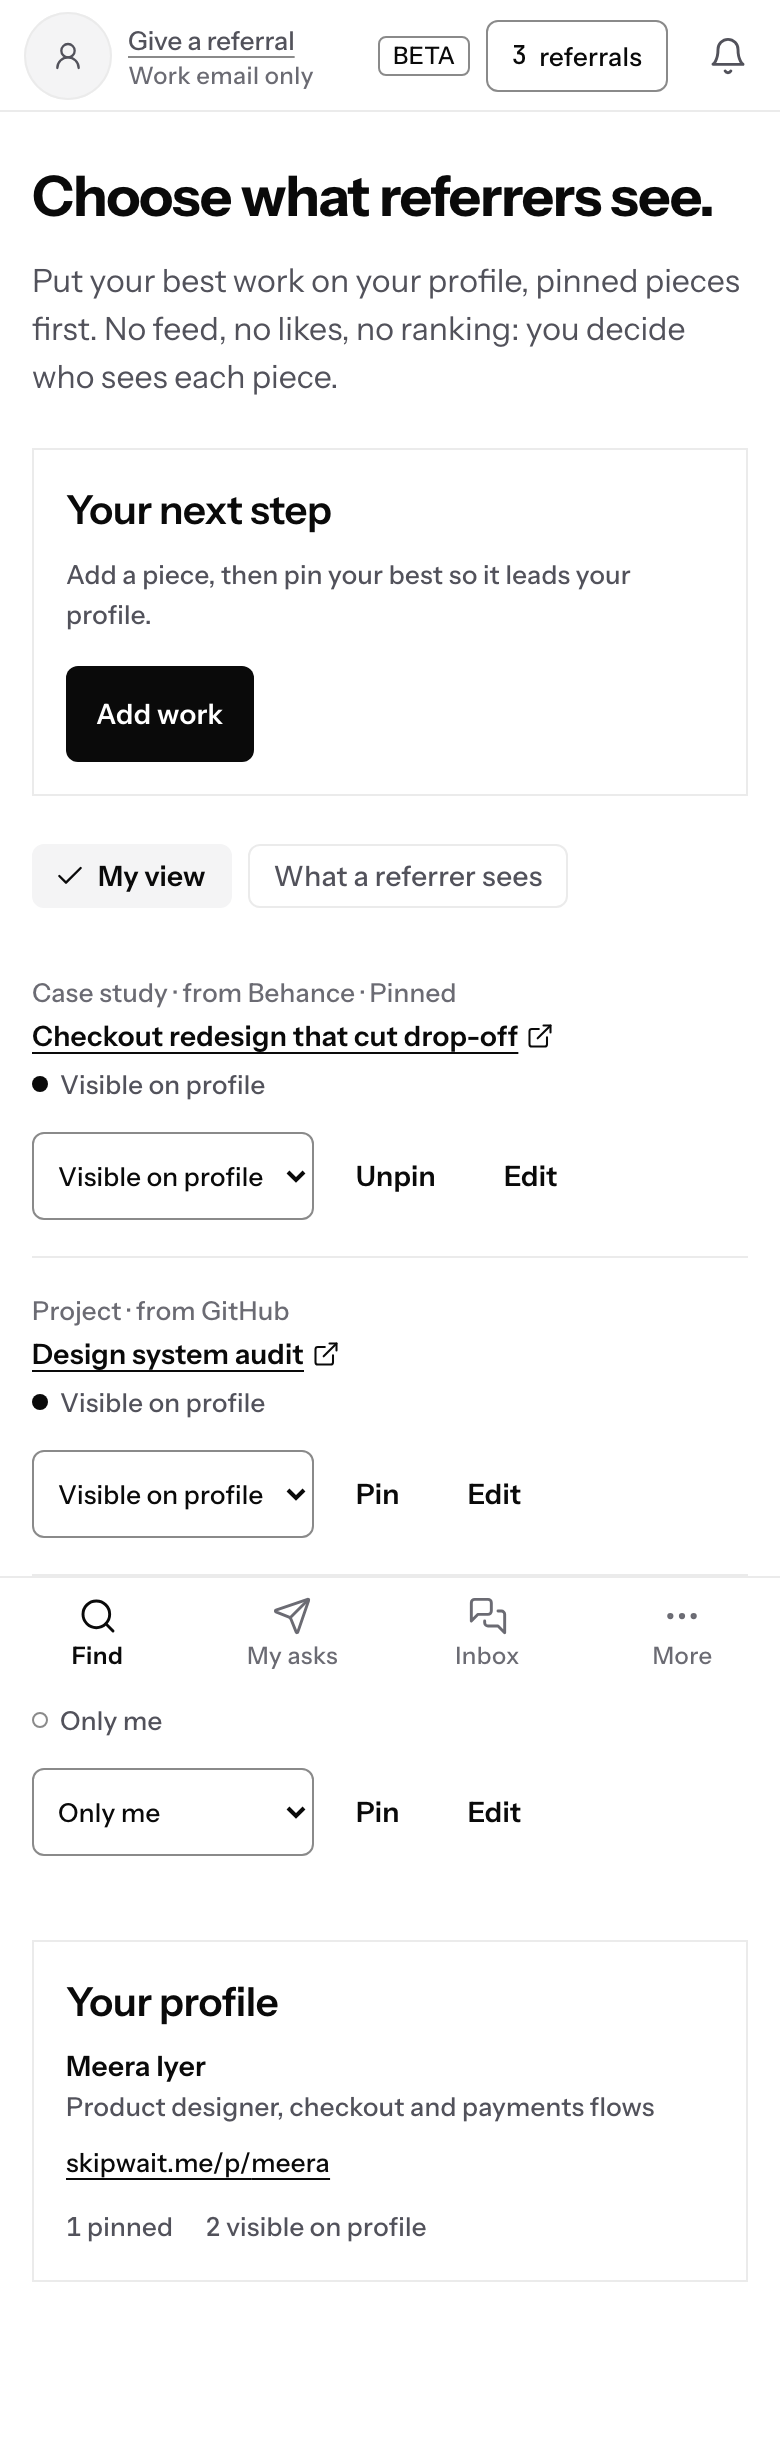 Give a referral
Work email only
BETA
3 referrals
Choose what referrers see.
Put your best work on your profile, pinned pieces
first. No feed, no likes, no ranking: you decide
who sees each piece.
Your next step
Add a piece, then pin your best so it leads your
profile.
Add work
My view
What a referrer sees
Case study · from Behance · Pinned
Checkout redesign that cut drop-off
Visible on profile
Visible on profile
Unpin
Edit
Project · from GitHub
Design system audit
Visible on profile
Visible on profile
Pin
Edit
Find
My asks
Inbox
More
Only me
Only me
Pin
Edit
Your profile
Meera Iyer
Product designer, checkout and payments flows
skipwait.me/p/meera
1 pinned
2 visible on profile